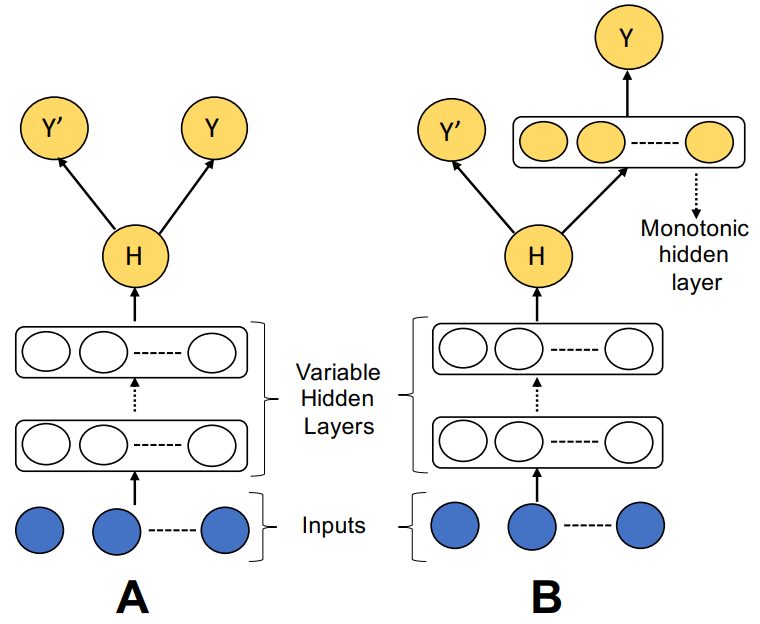 Y
Y’
Y
Y’
Monotonic
hidden
layer
H
H
Variable
Hidden
Layers
Inputs
A
B